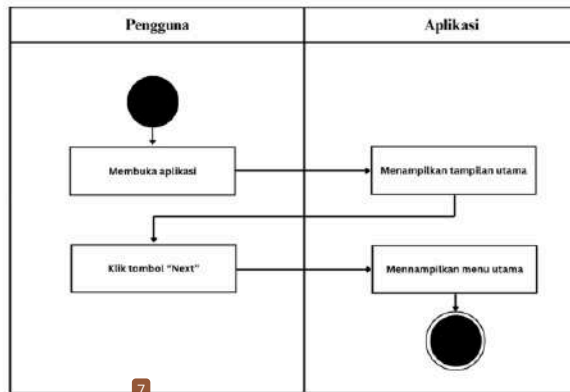 Pengguna
Aplikasi
Membuka aplikasi
Menampilkan tampilan utama
Klik tombol "Next"
Mennampilkan menu utama
7